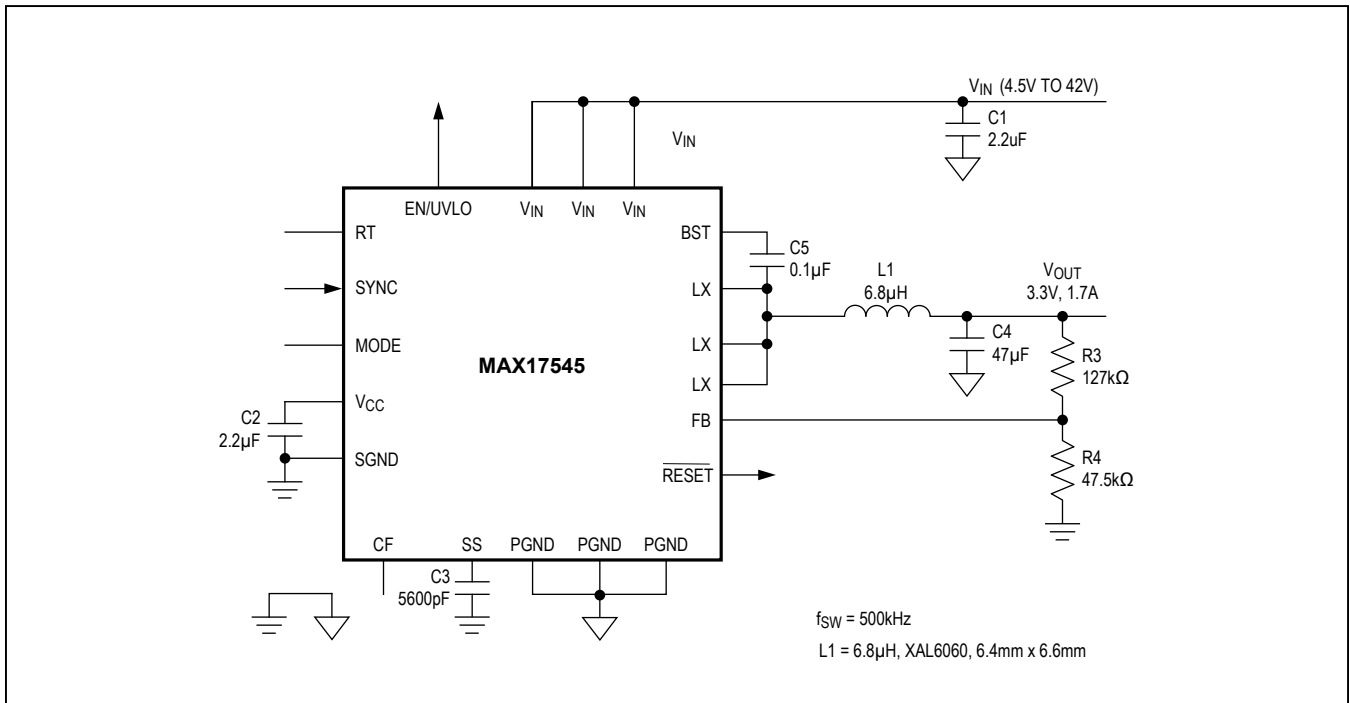 VIN (4.5V TO 42V)
C1
2.2uF
VIN
EN/UVLO
VIN
VIN
VIN
RT
BST
C5
0.1µF
SYNC
LX
L1
6.8µH
VOUT
3.3V, 1.7A
MODE
LX
C4
47µF
R3
127kΩ
MAX17545
LX
C2
2.2µF
VCC
FB
SGND
RESET
R4
47.5kΩ
CF
SS
PGND
PGND
PGND
C3
5600pF
fSW = 500kHz
L1 = 6.8µH, XAL6060, 6.4mm x 6.6mm